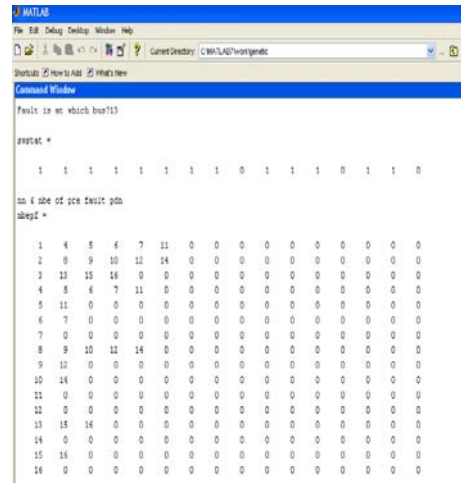 MATLAB
File Edit Debug Desktop Window Help
Current Directory: C:\MATLAB7\work\genetic
Shortcuts How to Add What's New
Command Window
Fault is at which bus?13
swstat =
1 1 1 1 1 1 1 1 0 1 1 1 0 1 1 0
nn & nbe of pre fault pdn
nbepf =
1 4 5 6 7 11 0 0 0 0 0 0 0 0 0 0
2 8 9 10 12 14 0 0 0 0 0 0 0 0 0 0
3 13 15 16 0 0 0 0 0 0 0 0 0 0 0 0
4 5 6 7 11 0 0 0 0 0 0 0 0 0 0 0
5 11 0 0 0 0 0 0 0 0 0 0 0 0 0 0
6 7 0 0 0 0 0 0 0 0 0 0 0 0 0 0
7 0 0 0 0 0 0 0 0 0 0 0 0 0 0 0
8 9 10 12 14 0 0 0 0 0 0 0 0 0 0 0
9 12 0 0 0 0 0 0 0 0 0 0 0 0 0 0
10 14 0 0 0 0 0 0 0 0 0 0 0 0 0 0
11 0 0 0 0 0 0 0 0 0 0 0 0 0 0 0
12 0 0 0 0 0 0 0 0 0 0 0 0 0 0 0
13 15 16 0 0 0 0 0 0 0 0 0 0 0 0 0
14 0 0 0 0 0 0 0 0 0 0 0 0 0 0 0
15 16 0 0 0 0 0 0 0 0 0 0 0 0 0 0
16 0 0 0 0 0 0 0 0 0 0 0 0 0 0 0